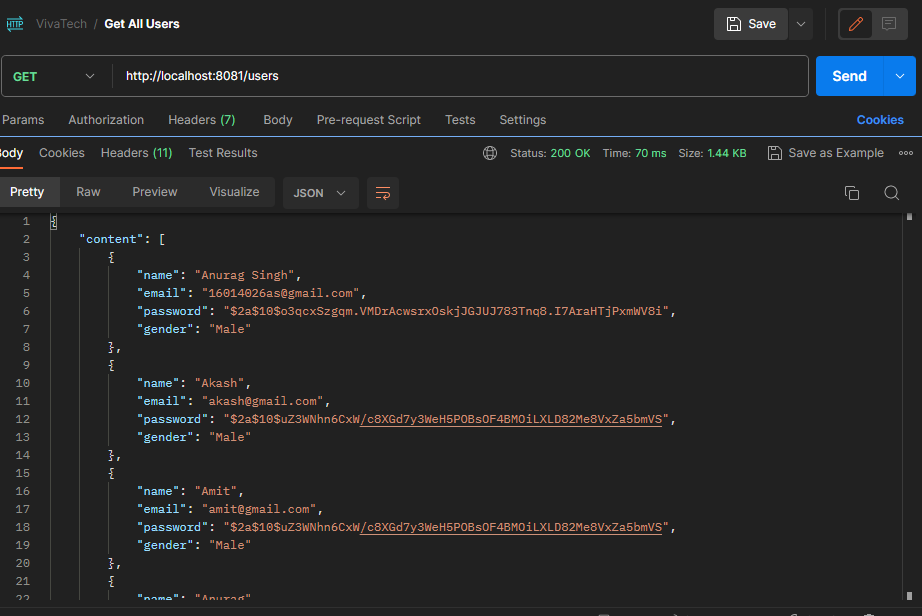 HTTP VivaTech / Get All Users Save
GET http://localhost:8081/users Send
Params Authorization Headers (7) Body Pre-request Script Tests Settings Cookies
Body Cookies Headers (11) Test Results Status: 200 OK Time: 70 ms Size: 1.44 KB Save as Example
Pretty Raw Preview Visualize JSON
1 {
2 "content": [
3 {
4 "name": "Anurag Singh",
5 "email": "16014026as@gmail.com",
6 "password": "$2a$10$o3qcxSzgqm.VMDrAcwsrxOskjJGJUJ783Tnq8.I7AraHTjPxmWV8i",
7 "gender": "Male"
8 },
9 {
10 "name": "Akash",
11 "email": "akash@gmail.com",
12 "password": "$2a$10$uZ3WNhn6CxW/c8XGd7y3WeH5POBsOF4BMOiLXLD82Me8VxZa5bmVS",
13 "gender": "Male"
14 },
15 {
16 "name": "Amit",
17 "email": "amit@gmail.com",
18 "password": "$2a$10$uZ3WNhn6CxW/c8XGd7y3WeH5POBsOF4BMOiLXLD82Me8VxZa5bmVS",
19 "gender": "Male"
20 },
21 {
22 "name": "Anurag"